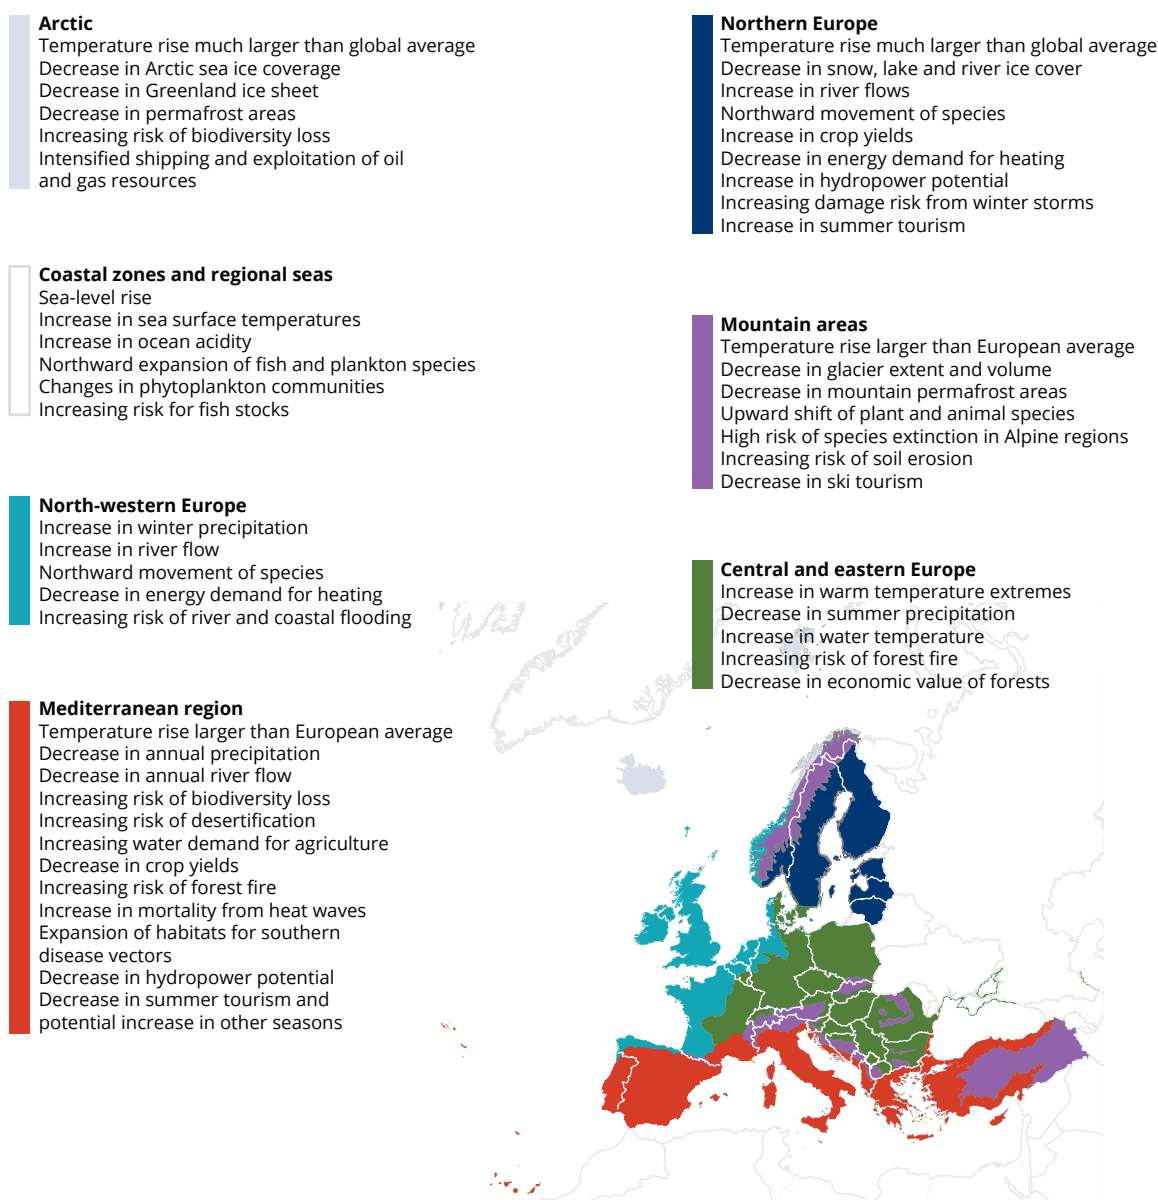 Arctic
Temperature rise much larger than global average
Decrease in Arctic sea ice coverage
Decrease in Greenland ice sheet
Decrease in permafrost areas
Increasing risk of biodiversity loss
Intensified shipping and exploitation of oil
and gas resources
Coastal zones and regional seas
Sea-level rise
Increase in sea surface temperatures
Increase in ocean acidity
Northward expansion of fish and plankton species
Changes in phytoplankton communities
Increasing risk for fish stocks
North-western Europe
Increase in winter precipitation
Increase in river flow
Northward movement of species
Decrease in energy demand for heating
Increasing risk of river and coastal flooding
Mediterranean region
Temperature rise larger than European average
Decrease in annual precipitation
Decrease in annual river flow
Increasing risk of biodiversity loss
Increasing risk of desertification
Increasing water demand for agriculture
Decrease in crop yields
Increasing risk of forest fire
Increase in mortality from heat waves
Expansion of habitats for southern
disease vectors
Decrease in hydropower potential
Decrease in summer tourism and
potential increase in other seasons
Northern Europe
Temperature rise much larger than global average
Decrease in snow, lake and river ice cover
Increase in river flows
Northward movement of species
Increase in crop yields
Decrease in energy demand for heating
Increase in hydropower potential
Increasing damage risk from winter storms
Increase in summer tourism
Mountain areas
Temperature rise larger than European average
Decrease in glacier extent and volume
Decrease in mountain permafrost areas
Upward shift of plant and animal species
High risk of species extinction in Alpine regions
Increasing risk of soil erosion
Decrease in ski tourism
Central and eastern Europe
Increase in warm temperature extremes
Decrease in summer precipitation
Increase in water temperature
Increasing risk of forest fire
Decrease in economic value of forests